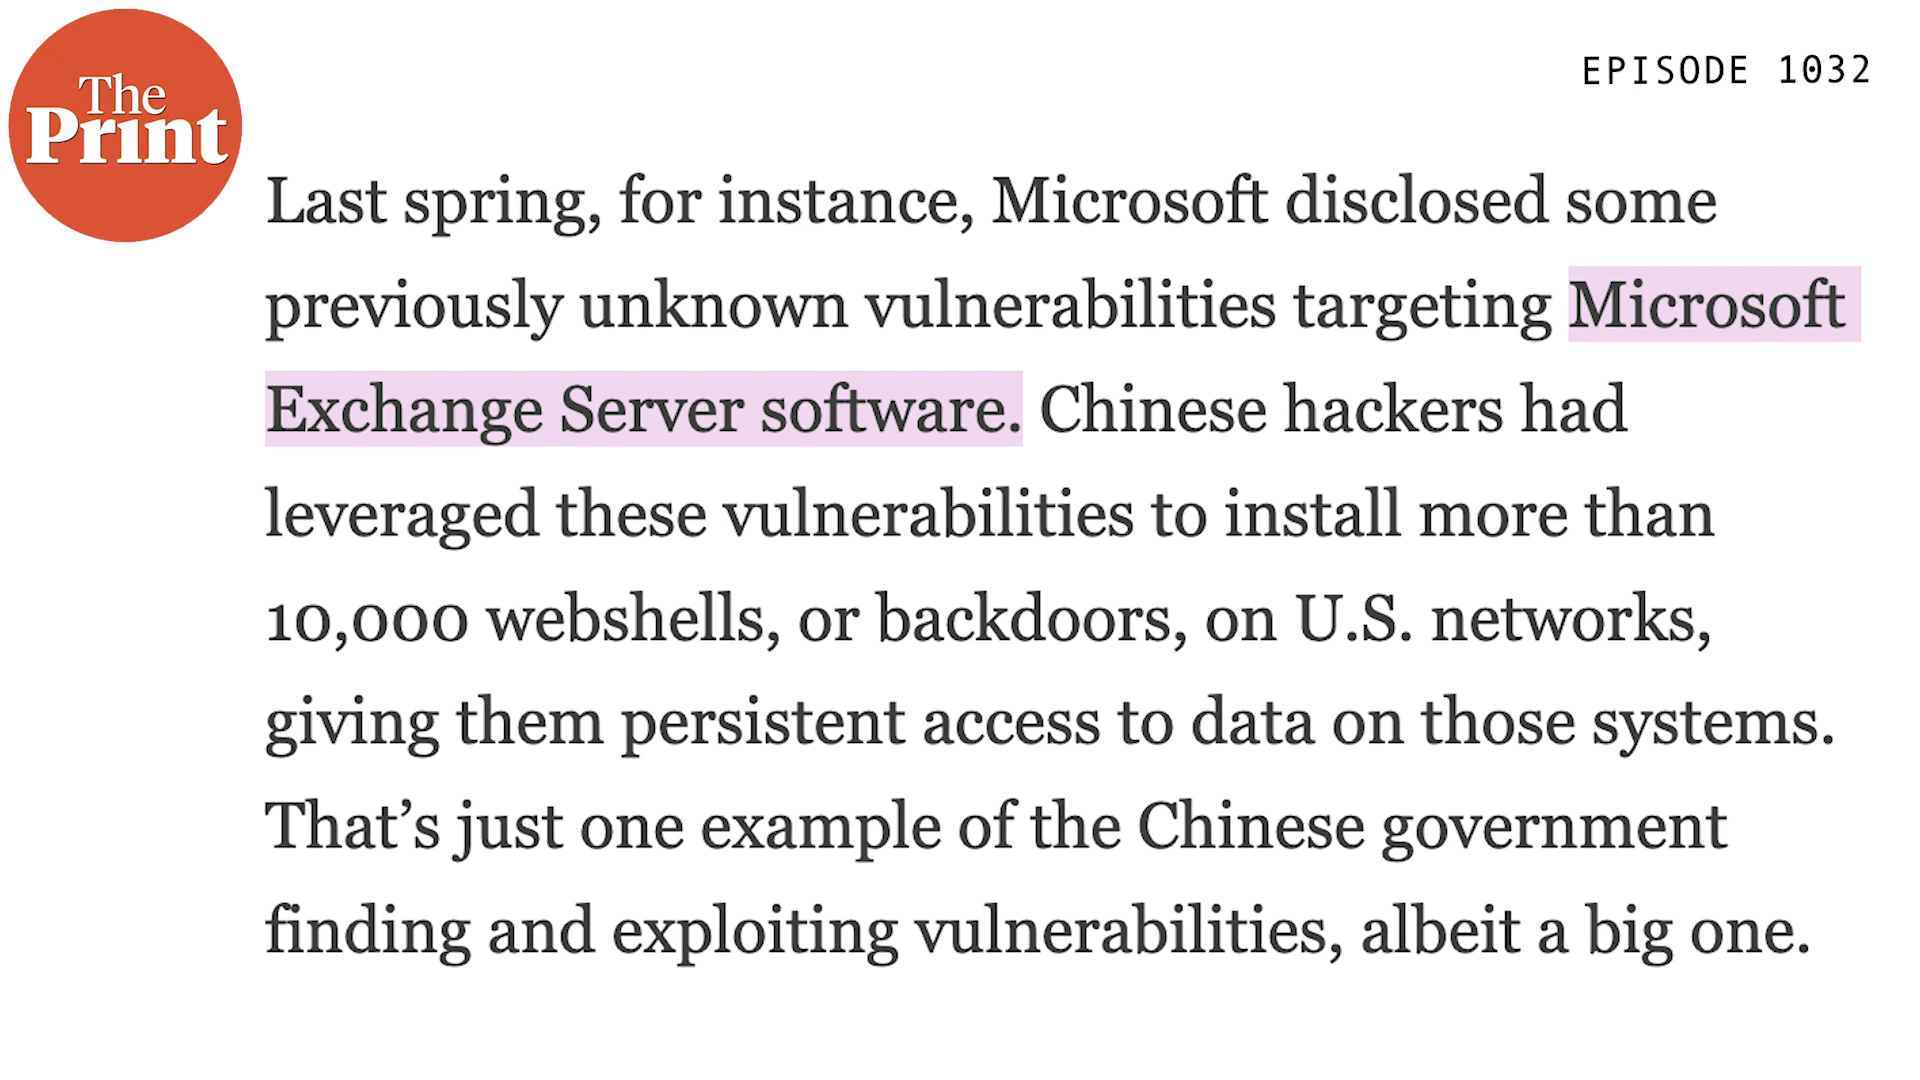 The
Print
EPISODE 1032
Last spring, for instance, Microsoft disclosed some
previously unknown vulnerabilities targeting Microsoft
Exchange Server software. Chinese hackers had
leveraged these vulnerabilities to install more than
10,000 webshells, or backdoors, on U.S. networks,
giving them persistent access to data on those systems.
That’s just one example of the Chinese government
finding and exploiting vulnerabilities, albeit a big one.